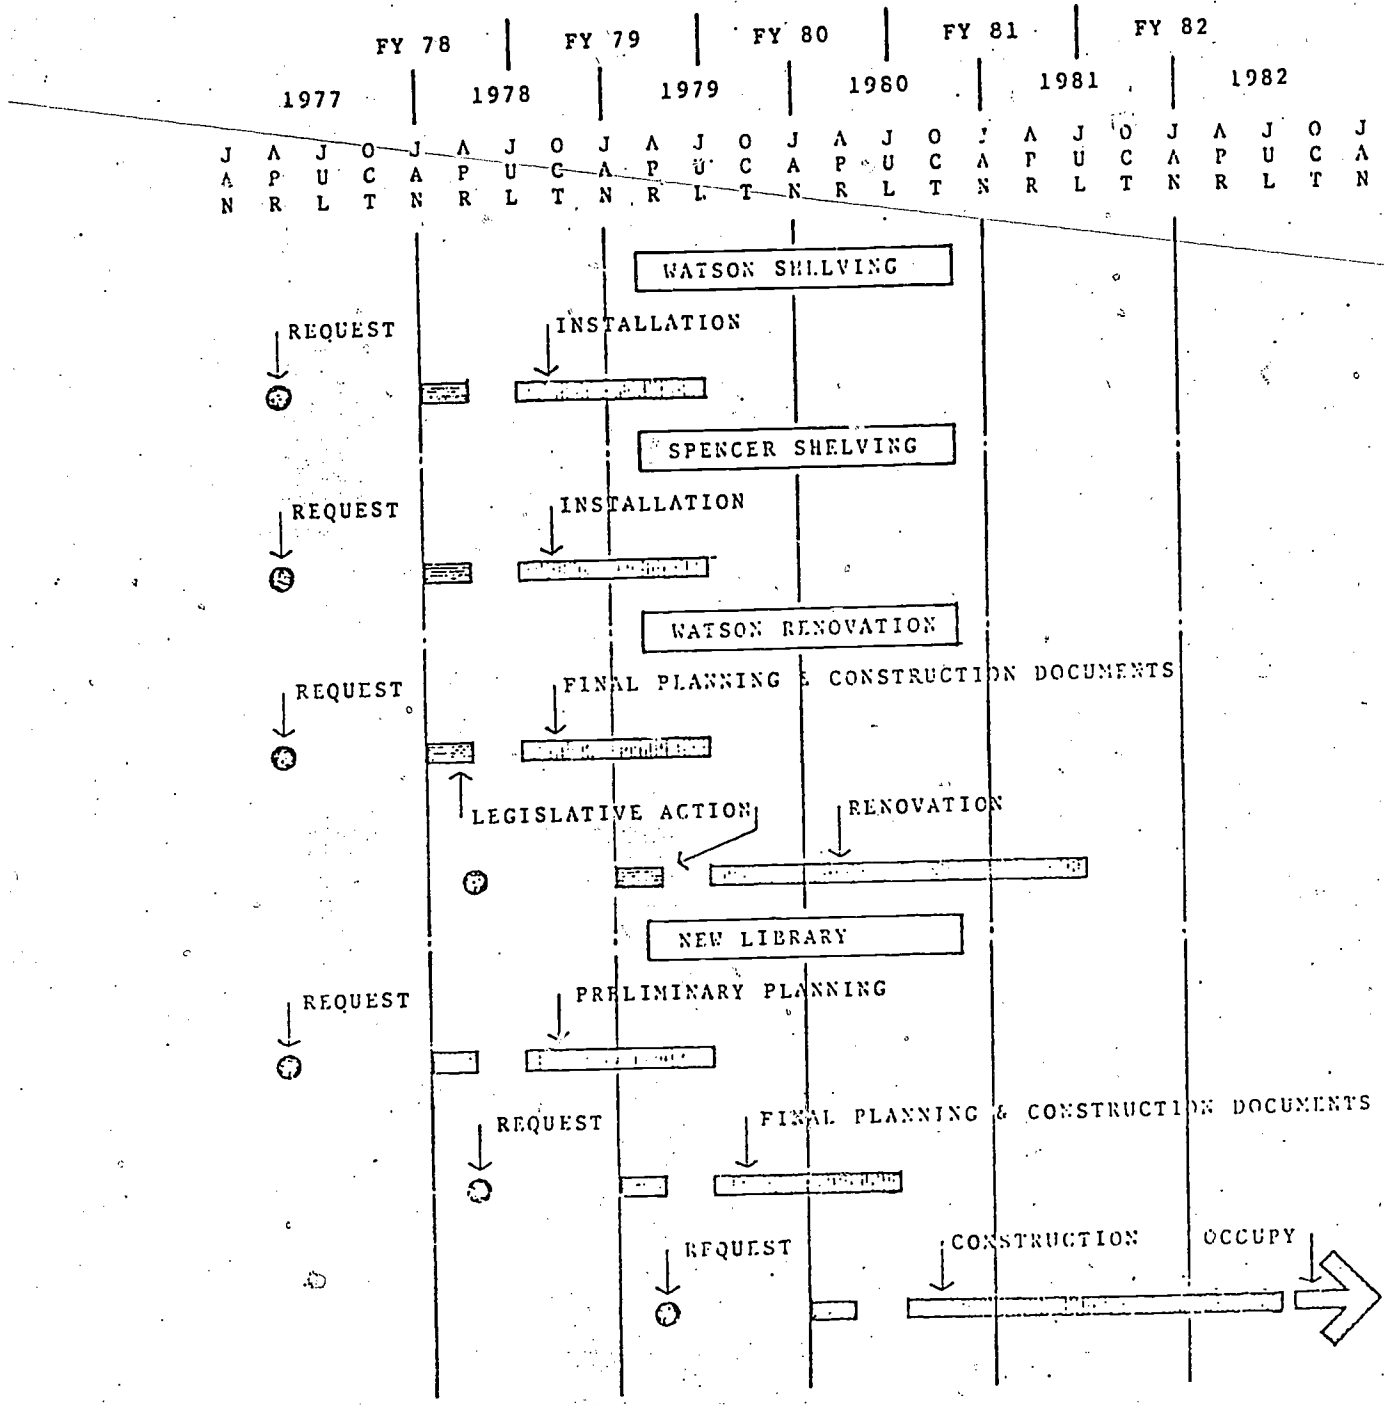 FY 78 FY 79 FY 80 FY 81 FY 82
1977 1978 1979 1980 1981 1982
JAN APR JUL OCT JAN APR JUL OCT JAN APR JUL OCT JAN APR JUL OCT JAN APR JUL OCT JAN APR JUL OCT JAN
WATSON SHELVING
REQUEST INSTALLATION
SPENCER SHELVING
REQUEST INSTALLATION
WATSON RENOVATION
REQUEST FINAL PLANNING & CONSTRUCTION DOCUMENTS
LEGISLATIVE ACTION RENOVATION
NEW LIBRARY
REQUEST PRELIMINARY PLANNING
REQUEST FINAL PLANNING & CONSTRUCTION DOCUMENTS
REQUEST CONSTRUCTION OCCUPY